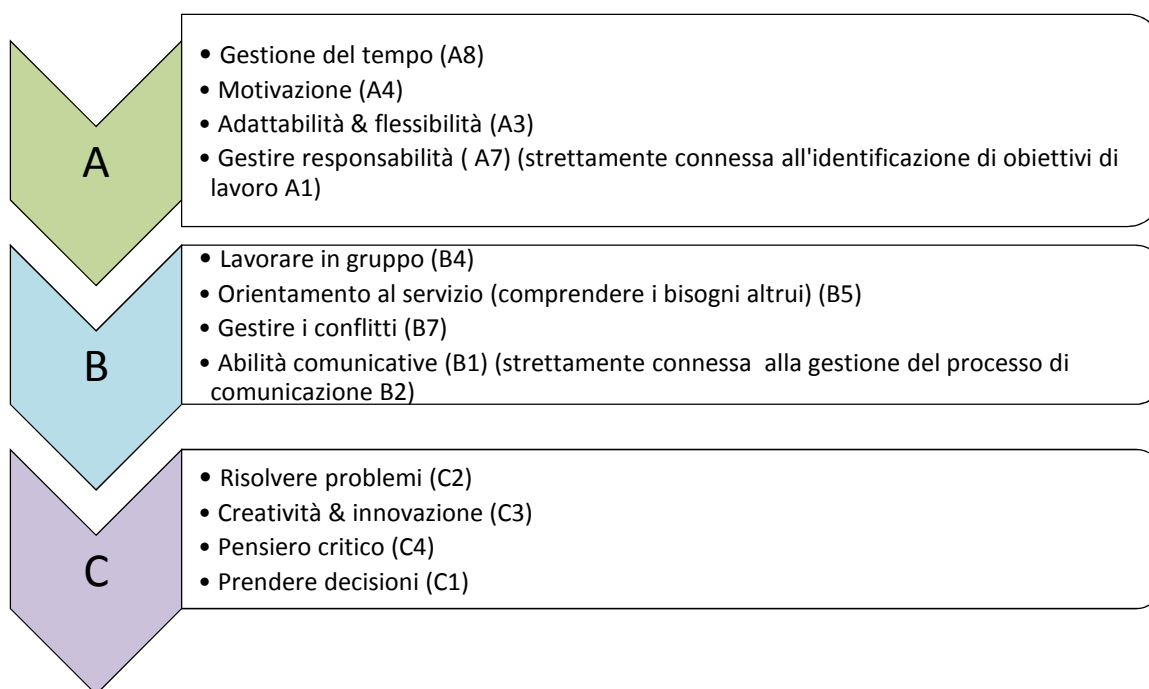 A
• Gestione del tempo (A8)
• Motivazione (A4)
• Adattabilità & flessibilità (A3)
• Gestire responsabilità ( A7) (strettamente connessa all'identificazione di obiettivi di
lavoro A1)
B
• Lavorare in gruppo (B4)
• Orientamento al servizio (comprendere i bisogni altrui) (B5)
• Gestire i conflitti (B7)
• Abilità comunicative (B1) (strettamente connessa  alla gestione del processo di
comunicazione B2)
C
• Risolvere problemi (C2)
• Creatività & innovazione (C3)
• Pensiero critico (C4)
• Prendere decisioni (C1)